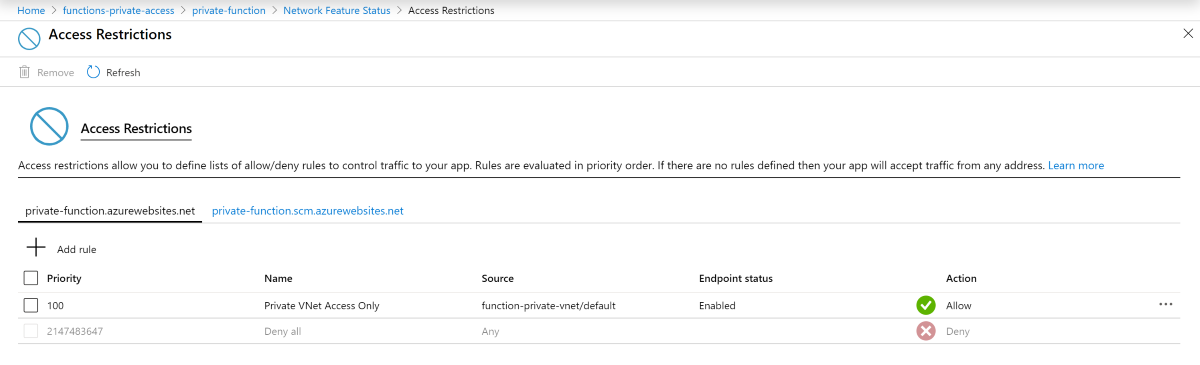 Home > functions-private-access > private-function > Network Feature Status > Access Restrictions
Access Restrictions
Remove Refresh
Access Restrictions
Access restrictions allow you to define lists of allow/deny rules to control traffic to your app. Rules are evaluated in priority order. If there are no rules defined then your app will accept traffic from any address. Learn more
private-function.azurewebsites.net private-function.scm.azurewebsites.net
Add rule
Priority Name Source Endpoint status Action
100 Private VNet Access Only function-private-vnet/default Enabled Allow
2147483647 Deny all Any Deny